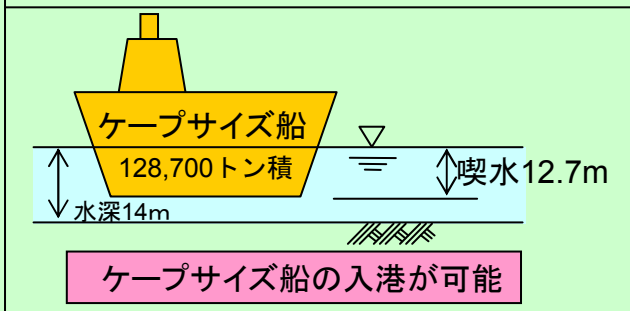 ケープサイズ船
128,700トン積
喫水12.7m
水深14m
ケープサイズ船の入港が可能